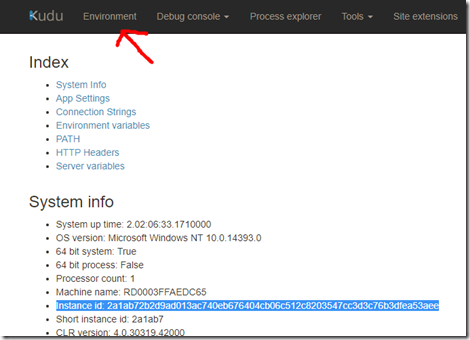 Kudu Environment Debug console Process explorer Tools Site extensions
Index
System Info
App Settings
Connection Strings
Environment variables
PATH
HTTP Headers
Server variables
System info
System up time: 2.02:06:33.1710000
OS version: Microsoft Windows NT 10.0.14393.0
64 bit system: True
64 bit process: False
Processor count: 1
Machine name: RD0003FFAEDC65
Instance id: 2a1ab72b2d9ad013ac740eb676404cb06c512c8203547cc3d3c76b3dfea53aee
Short instance id: 2a1ab7
CLR version: 4.0.30319.42000